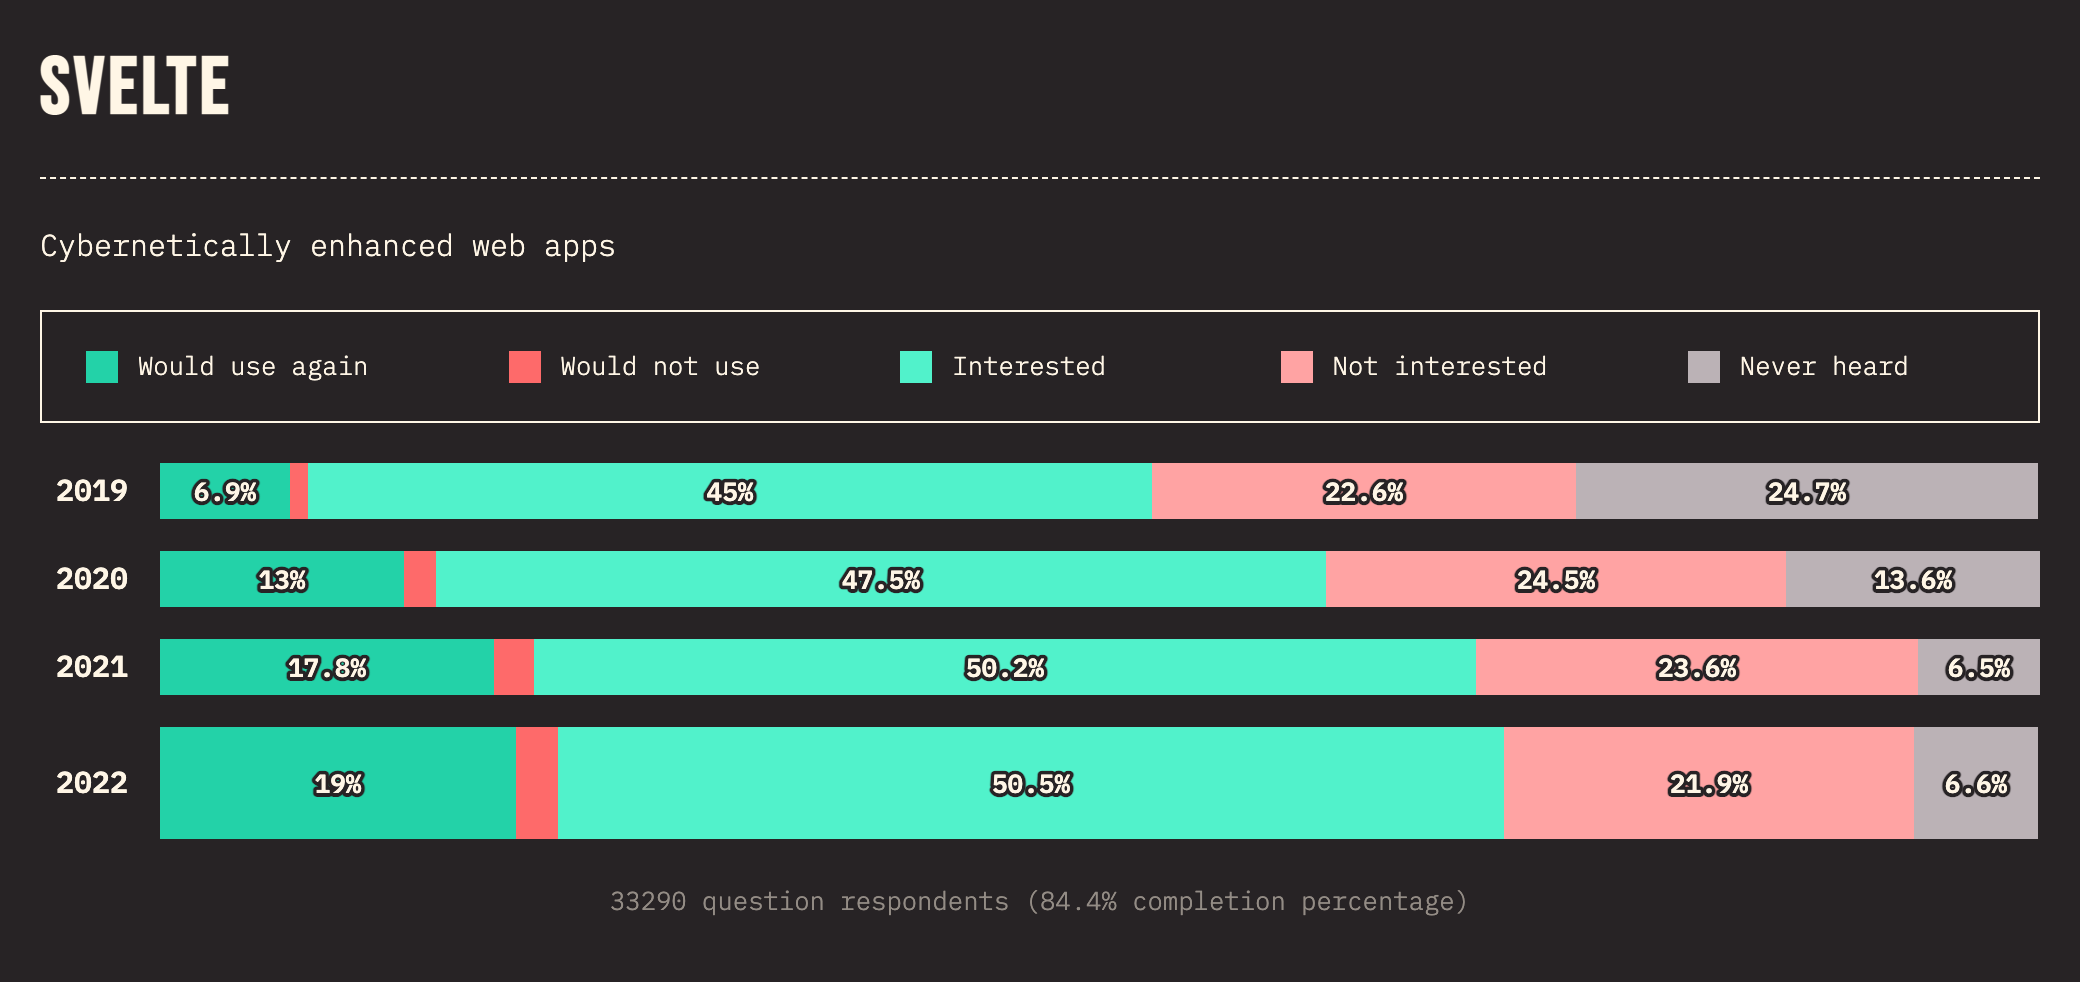 SVELTE
Cybernetically enhanced web apps
Would use again Would not use Interested Not interested Never heard
2019 6.9% 45% 22.6% 24.7%
2020 13% 47.5% 24.5% 13.6%
2021 17.8% 50.2% 23.6% 6.5%
2022 19% 50.5% 21.9% 6.6%
33290 question respondents (84.4% completion percentage)